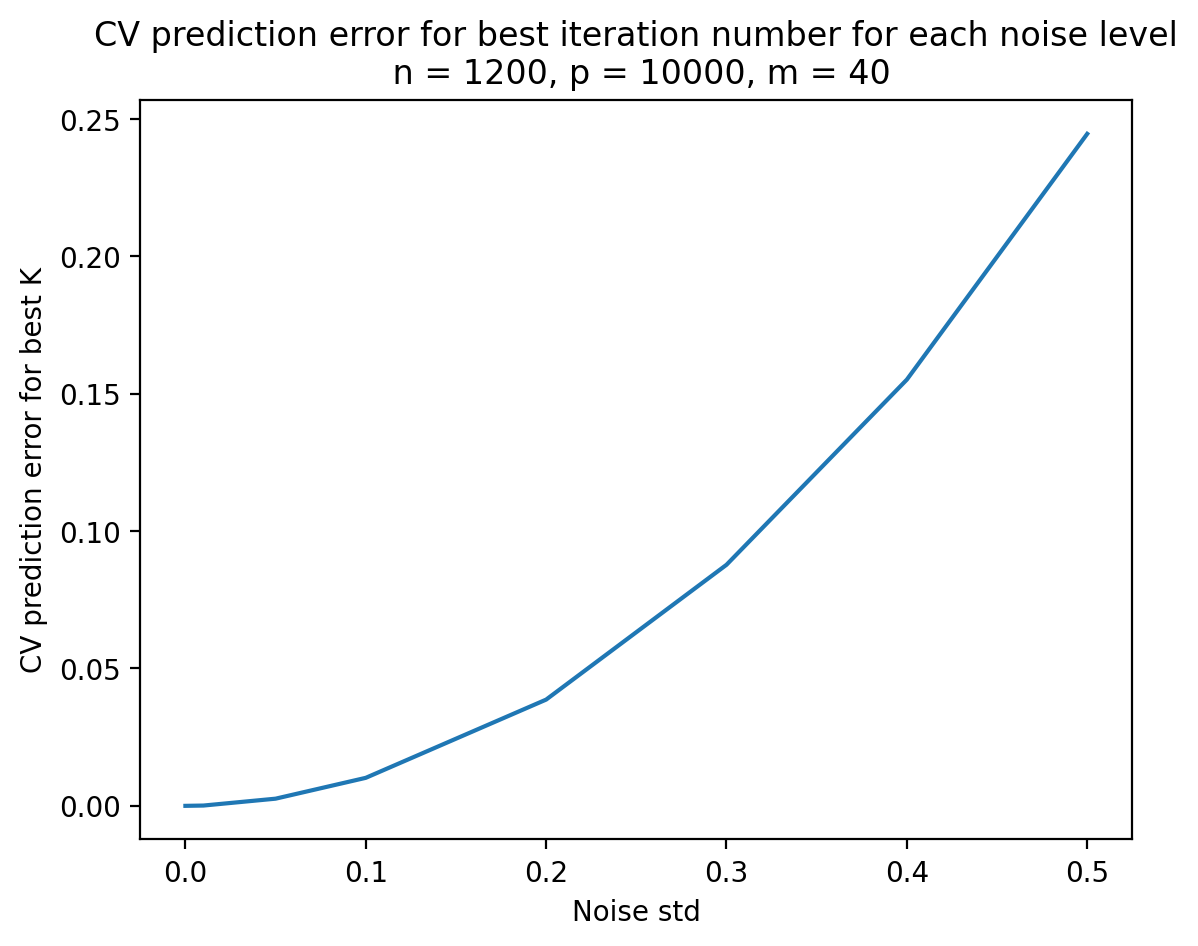 CV prediction error for best iteration number for each noise level
n = 1200, p = 10000, m = 40
CV prediction error for best K
0.25
0.20
0.15
0.10
0.05
0.00
0.0 0.1 0.2 0.3 0.4 0.5
Noise std